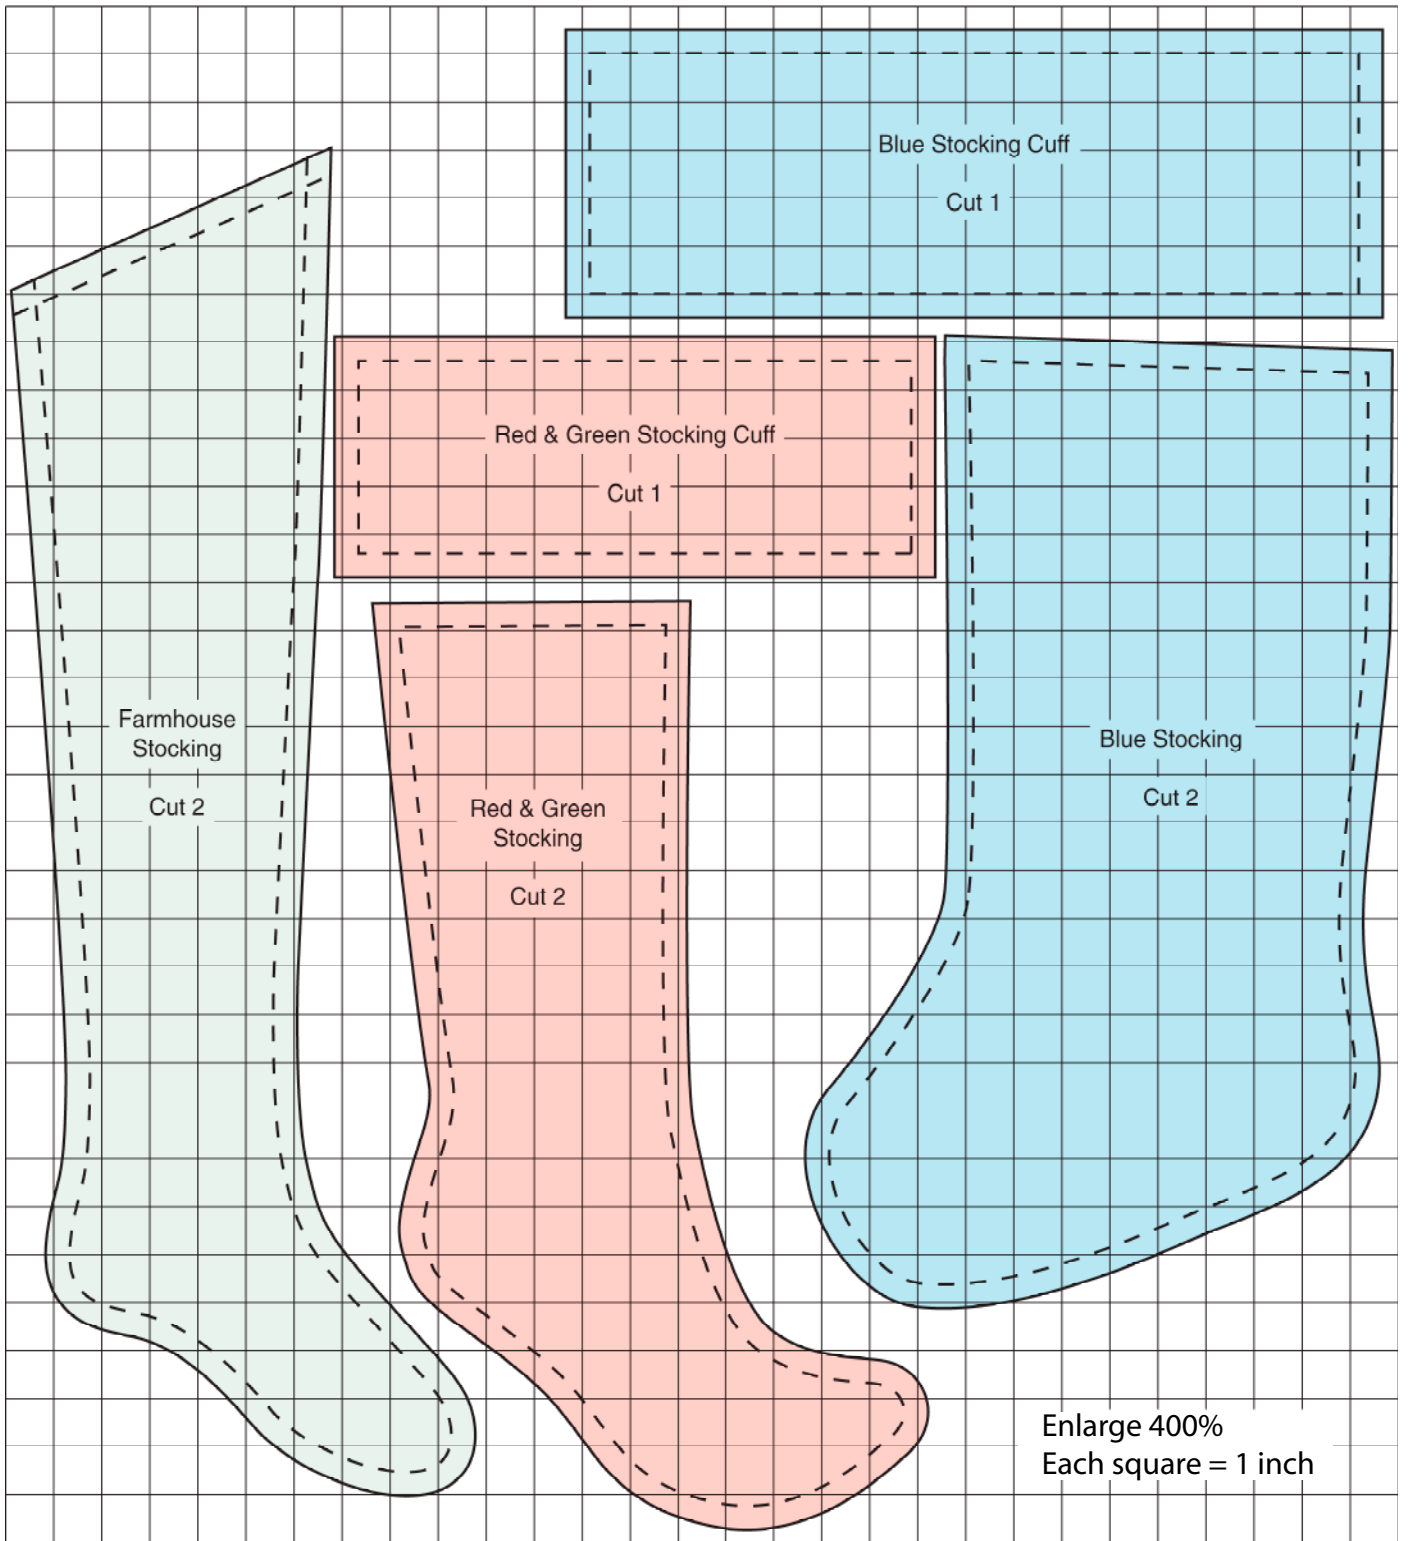 Blue Stocking Cuff
Cut 1
Red & Green Stocking Cuff
Cut 1
Farmhouse
Stocking
Cut 2
Red & Green
Stocking
Cut 2
Blue Stocking
Cut 2
Enlarge 400%
Each square = 1 inch